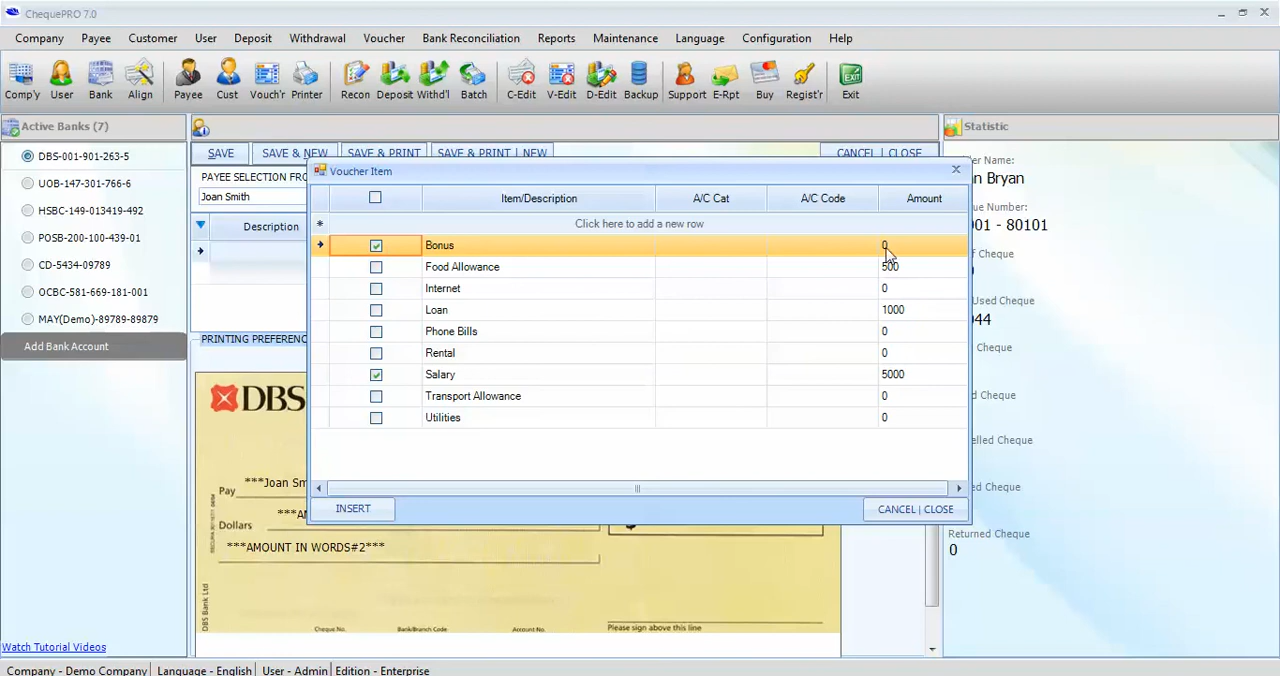 ChequePRO 7.0
Company Payee Customer User Deposit Withdrawal Voucher Bank Reconciliation Reports Maintenance Language Configuration Help
Comp'y User Bank Align Payee Cust Vouch'r Printer Recon Deposit Withd'l Batch C-Edit V-Edit D-Edit Backup Support E-Rpt Buy Regist'r Exit
EXIT
Active Banks (7)
DBS-001-901-263-5
UOB-147-301-766-6
HSBC-149-013419-492
POSB-200-100-439-01
CD-5434-09789
OCBC-581-669-181-001
MAY(Demo)-89789-89879
Add Bank Account
Watch Tutorial Videos
SAVE SAVE & NEW SAVE & PRINT SAVE & PRINT | NEW CANCEL | CLOSE
PAYEE SELECTION FRO
Joan Smith
Description
Voucher Item
Item/Description A/C Cat A/C Code Amount
Click here to add a new row
Bonus 0
Food Allowance 500
Internet 0
Loan 1000
Phone Bills 0
Rental 0
Salary 5000
Transport Allowance 0
Utilities 0
INSERT CANCEL | CLOSE
PRINTING PREFERENC
DBS
Pay ***Joan Sm
Dollars ***A
***AMOUNT IN WORDS#2***
$
DBS Bank Ltd
Cheque No. Bank/Branch Code Account No. Please sign above this line
Statistic
er Name:
n Bryan
que Number:
01 - 80101
f Cheque
Used Cheque
044
Cheque
d Cheque
elled Cheque
ed Cheque
Returned Cheque
0
Company - Demo Company Language - English User - Admin Edition - Enterprise